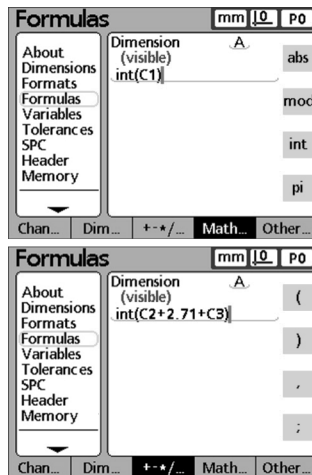 Formulas mm 0 P0
About
Dimensions
Formats
Formulas
Variables
Tolerances
SPC
Header
Memory
Dimension A
(visible)
int(C1)
abs
mod
int
pi
Chan... Dim... +-*/... Math... Other...
Formulas mm 0 P0
About
Dimensions
Formats
Formulas
Variables
Tolerances
SPC
Header
Memory
Dimension A
(visible)
int(C2+2.71+C3)
(
)
,
;
Chan... Dim... +-*/... Math... Other...